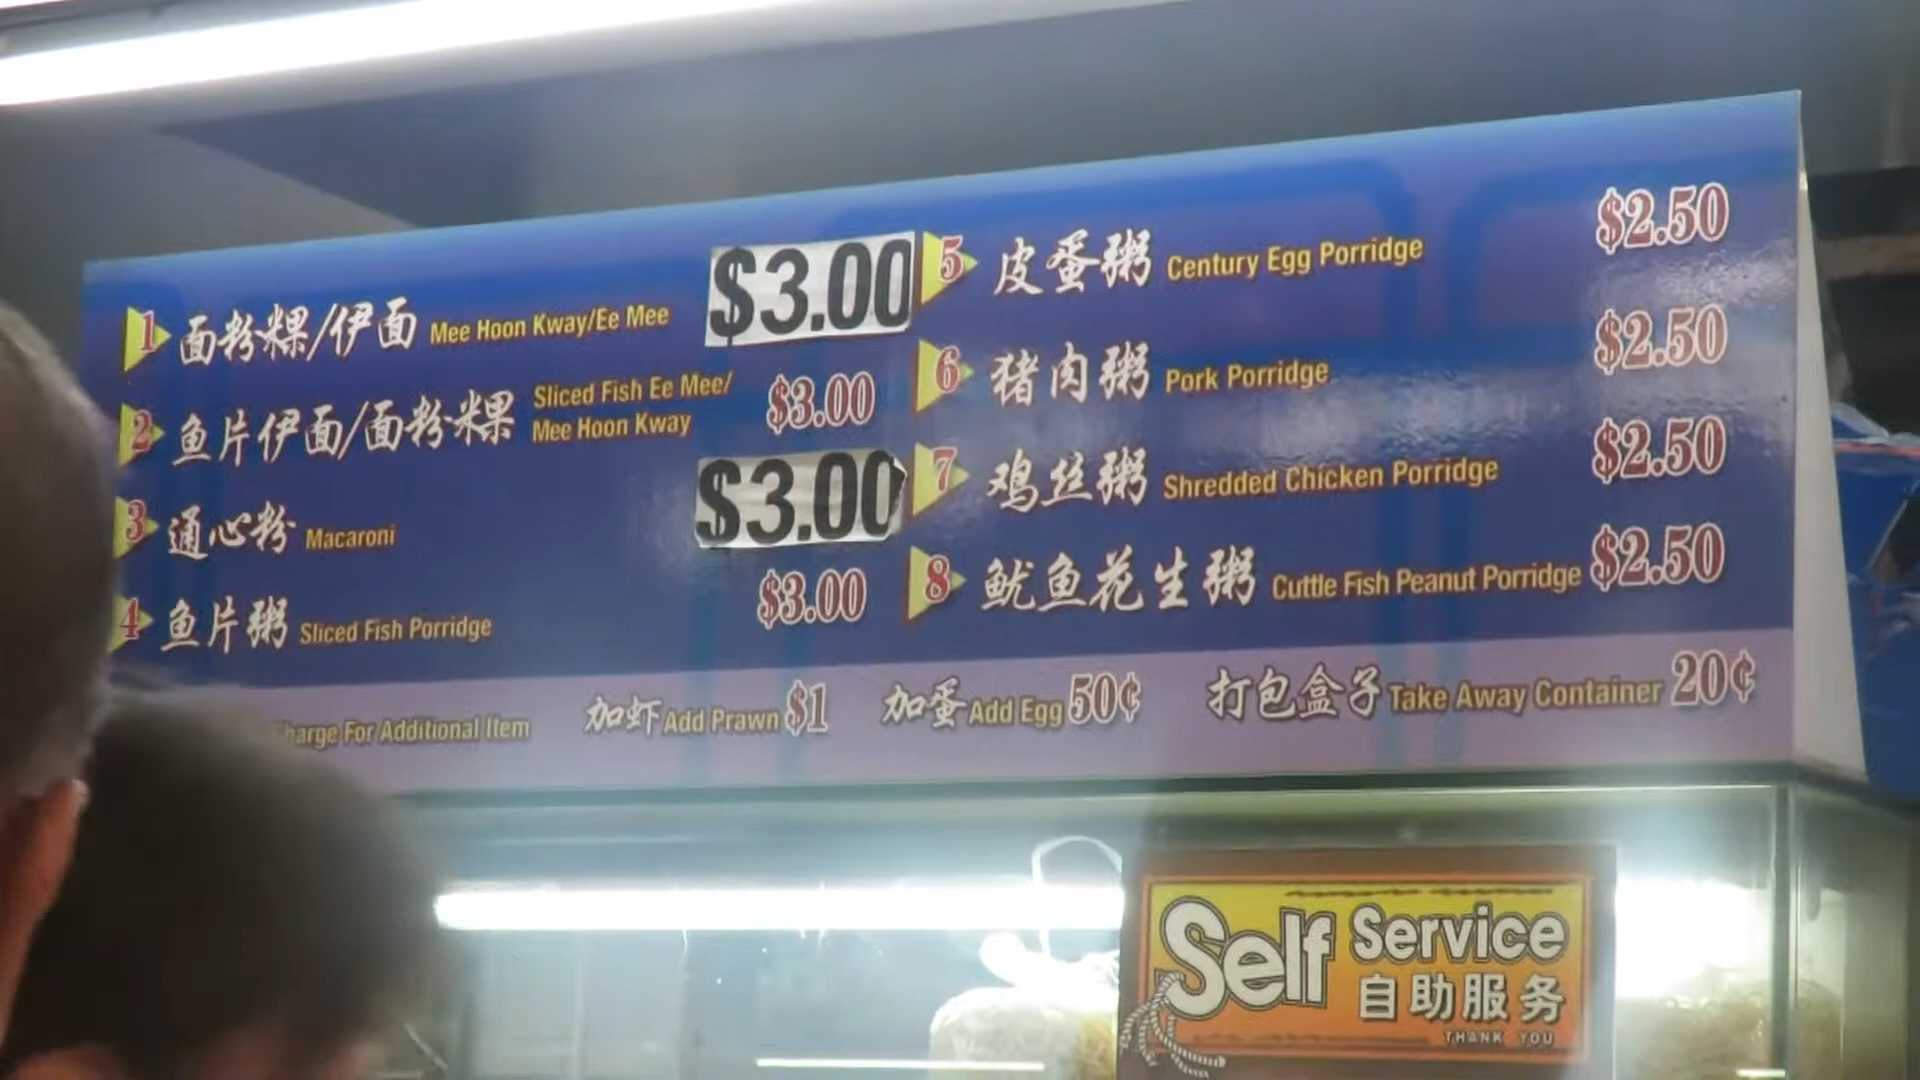 1 面粉粿/伊面 Mee Hoon Kway/Ee Mee $3.00
2 鱼片伊面/面粉粿 Sliced Fish Ee Mee/
Mee Hoon Kway $3.00
3 通心粉 Macaroni $3.00
4 鱼片粥 Sliced Fish Porridge $3.00
5 皮蛋粥 Century Egg Porridge $2.50
6 猪肉粥 Pork Porridge $2.50
7 鸡丝粥 Shredded Chicken Porridge $2.50
8 鱿鱼花生粥 Cuttle Fish Peanut Porridge $2.50
For Additional Item 加虾 Add Prawn $1 加蛋 Add Egg 50¢ 打包盒子 Take Away Container 20¢
Self Service
自助服务
THANK YOU